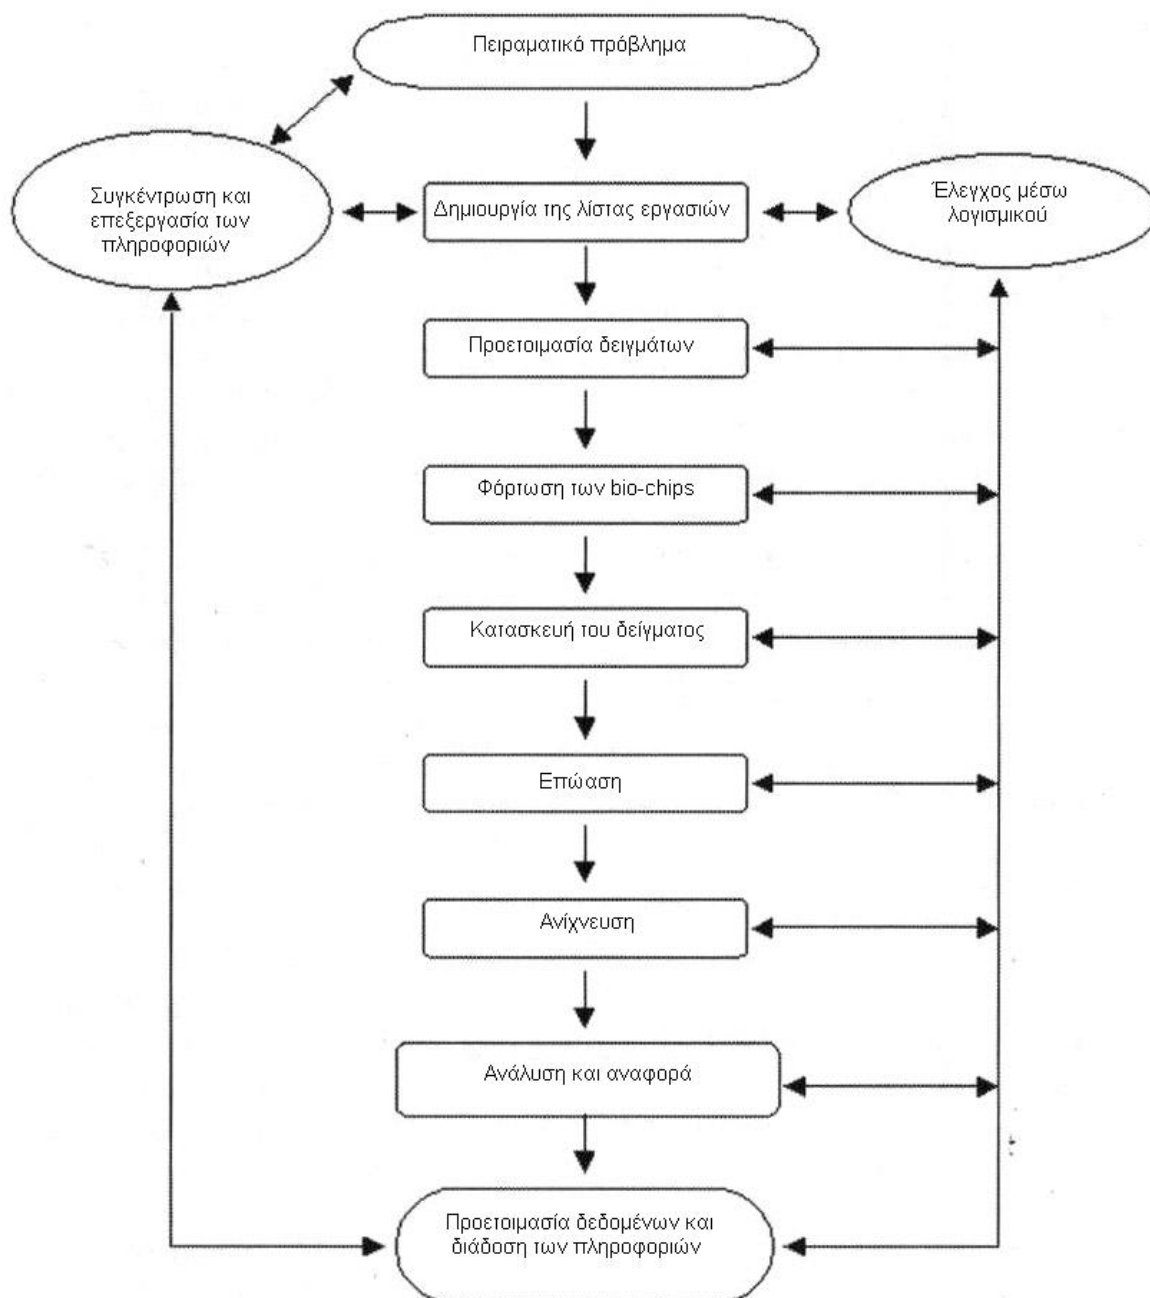 Πειραματικό πρόβλημα
Συγκέντρωση και
επεξεργασία των
πληροφοριών
Δημιουργία της λίστας εργασιών
Έλεγχος μέσω
λογισμικού
Προετοιμασία δειγμάτων
Φόρτωση των bio-chips
Κατασκευή του δείγματος
Επώαση
Ανίχνευση
Ανάλυση και αναφορά
Προετοιμασία δεδομένων και
διάδοση των πληροφοριών